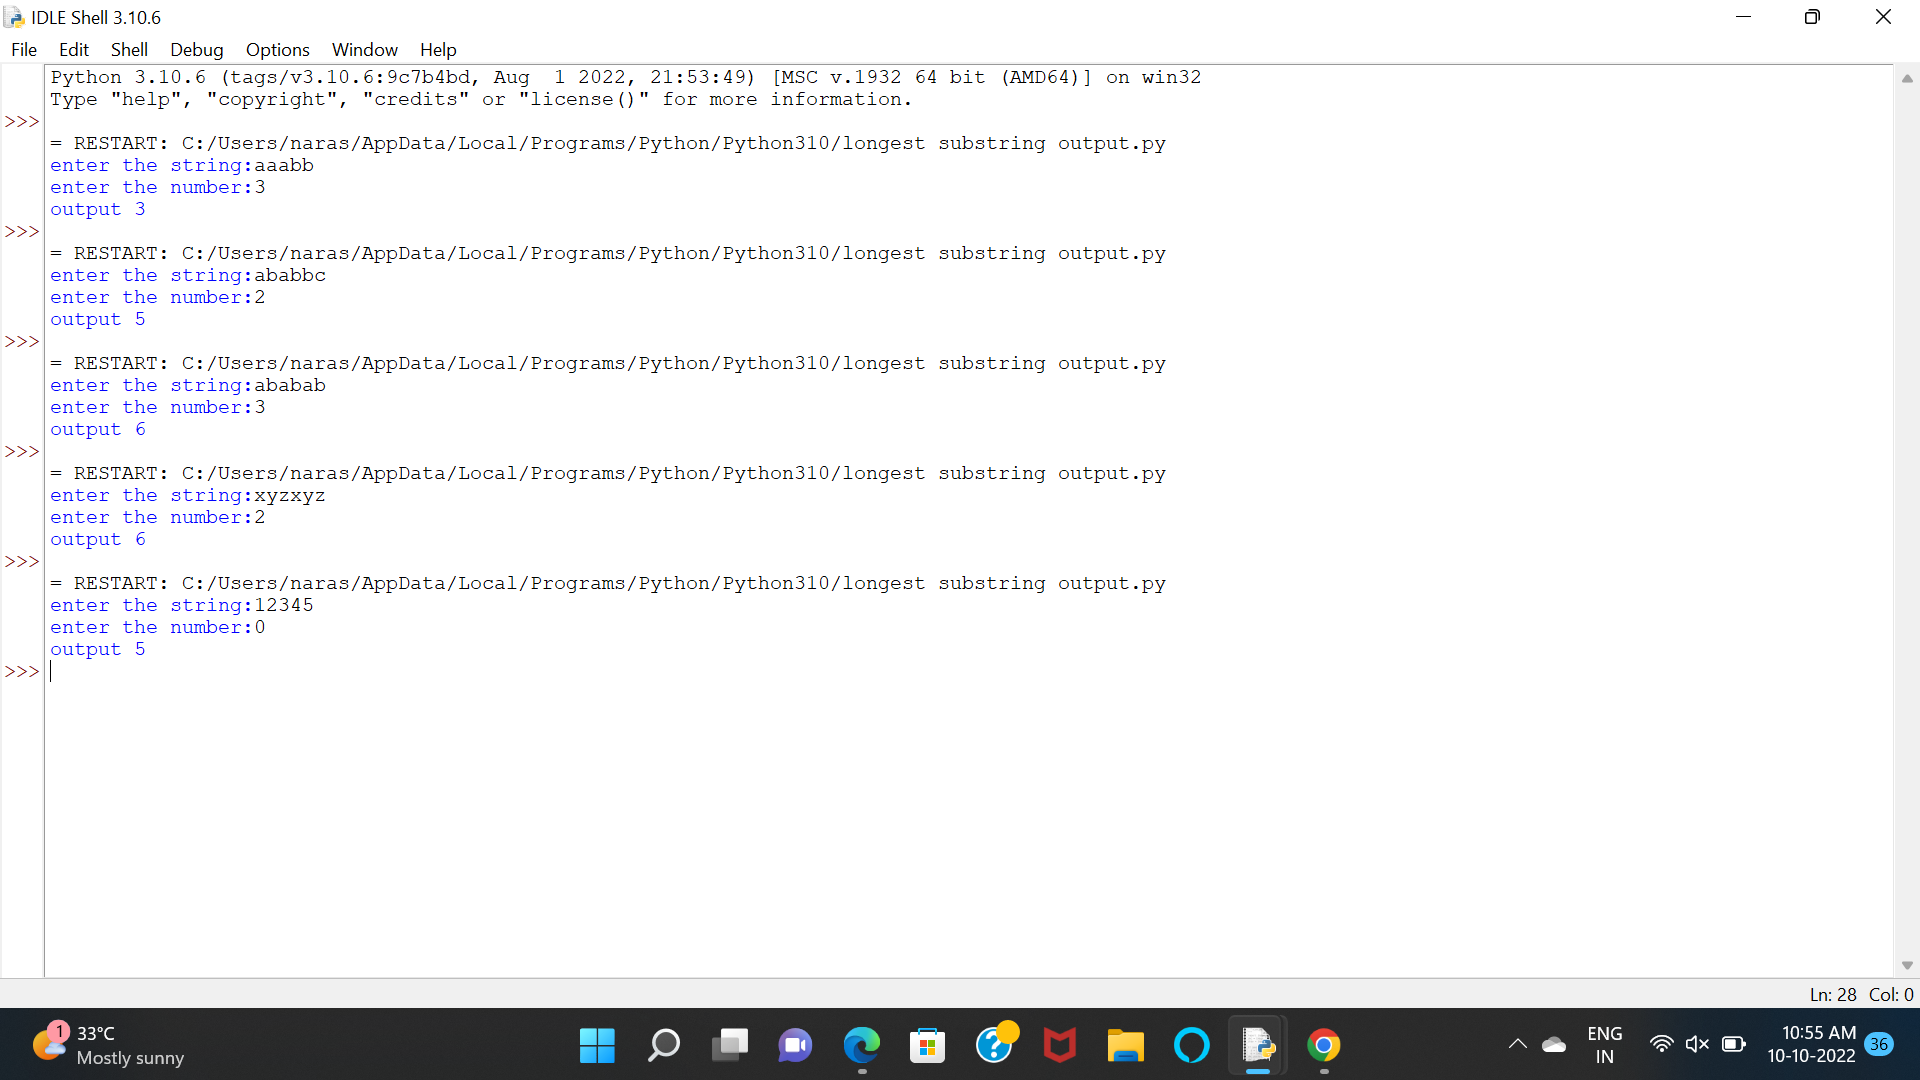 IDLE Shell 3.10.6
File Edit Shell Debug Options Window Help
Python 3.10.6 (tags/v3.10.6:9c7b4bd, Aug  1 2022, 21:53:49) [MSC v.1932 64 bit (AMD64)] on win32
Type "help", "copyright", "credits" or "license()" for more information.
>>>
= RESTART: C:/Users/naras/AppData/Local/Programs/Python/Python310/longest substring output.py
enter the string:aaabb
enter the number:3
output 3
>>>
= RESTART: C:/Users/naras/AppData/Local/Programs/Python/Python310/longest substring output.py
enter the string:ababbc
enter the number:2
output 5
>>>
= RESTART: C:/Users/naras/AppData/Local/Programs/Python/Python310/longest substring output.py
enter the string:ababab
enter the number:3
output 6
>>>
= RESTART: C:/Users/naras/AppData/Local/Programs/Python/Python310/longest substring output.py
enter the string:xyzxyz
enter the number:2
output 6
>>>
= RESTART: C:/Users/naras/AppData/Local/Programs/Python/Python310/longest substring output.py
enter the string:12345
enter the number:0
output 5
>>>
Ln: 28 Col: 0
1 33°C
Mostly sunny
ENG
IN
10:55 AM
10-10-2022
36